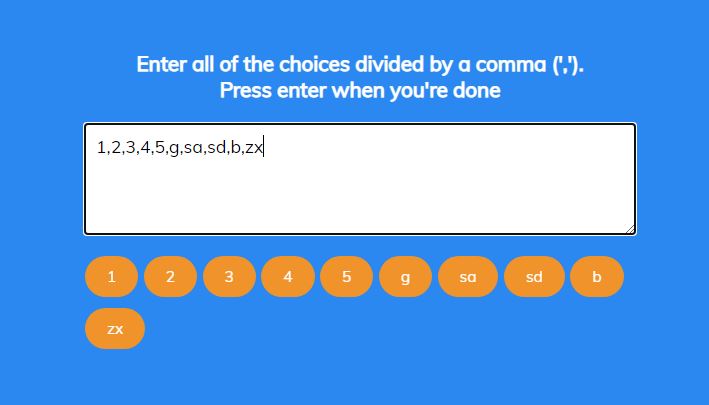 Enter all of the choices divided by a comma (',').
Press enter when you're done
1,2,3,4,5,g,sa,sd,b,zx
1 2 3 4 5 g sa sd b
zx